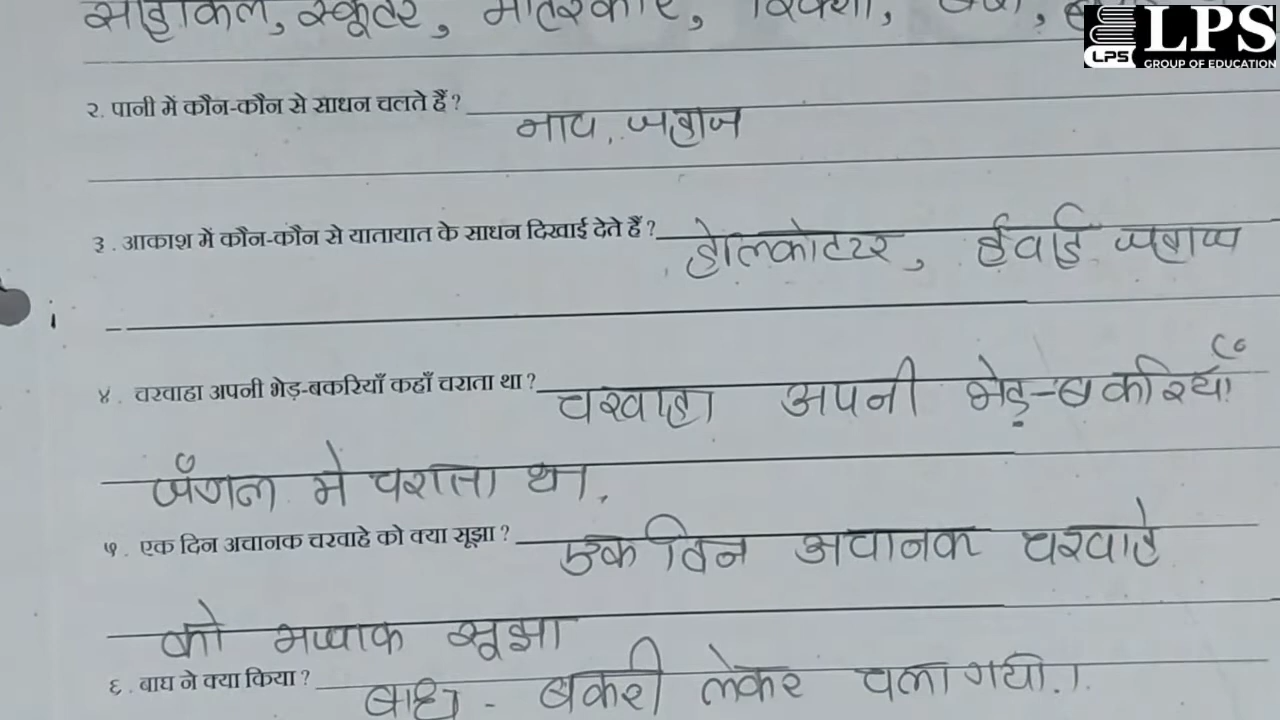 साइकिल, स्कूटर, मोटरकार, रिक्शा,
LPS
LPS
GROUP OF EDUCATION
२. पानी में कौन-कौन से साधन चलते हैं? नाव, जहाज
३. आकाश में कौन-कौन से यातायात के साधन दिखाई देते हैं? हेलिकोटर, हवाई जहाज
४. चरवाहा अपनी भेड़-बकरियाँ कहाँ चराता था? चरवाहा अपनी भेड़-बकरियाँ
जँगल मे चराता था.
५. एक दिन अचानक चरवाहे को क्या सूझा? एक दिन अचानक चरवाहे
को मज़ाक सूझा
६. बाघ ने क्या किया? बाघ - बकरी लेकर चला गया.।